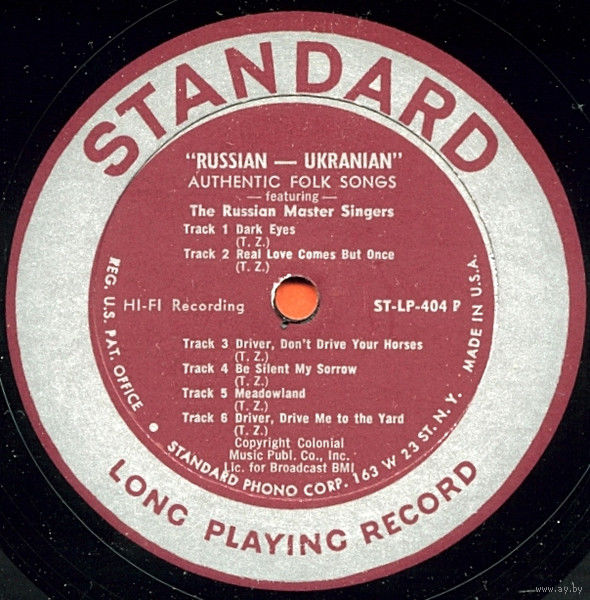 STANDARD
"RUSSIAN — UKRANIAN"
AUTHENTIC FOLK SONGS
— featuring —
The Russian Master Singers
Track 1 Dark Eyes
(T. Z.)
Track 2 Real Love Comes But Once
(T. Z.)
HI-FI Recording
ST-LP-404 P
Track 3 Driver, Don't Drive Your Horses
(T. Z.)
Track 4 Be Silent My Sorrow
(T. Z.)
Track 5 Meadowland
(T. Z.)
Track 6 Driver, Drive Me to the Yard
(T. Z.)
Copyright Colonial
Music Publ. Co., Inc.
Lic. for Broadcast BMI
REG. U.S. PAT. OFFICE • STANDARD PHONO CORP. 163 W 23 ST. N. Y. MADE IN U.S.A.
LONG PLAYING RECORD
www.ay.by